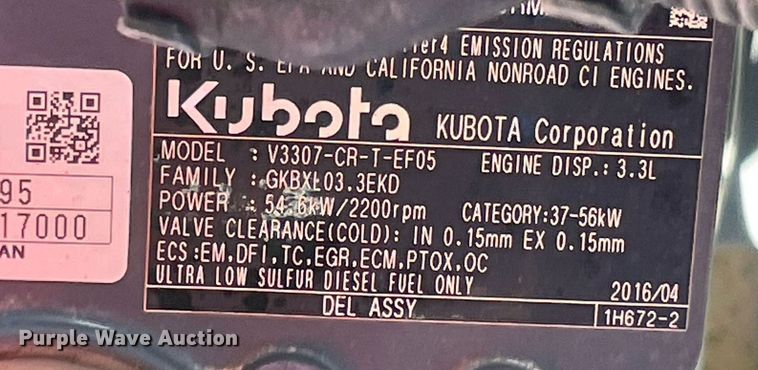 Tier4 EMISSION REGULATIONS
FOR U. S. EPA AND CALIFORNIA NONROAD CI ENGINES.
Kubota KUBOTA Corporation
MODEL : V3307-CR-T-EF05 ENGINE DISP.: 3.3L
FAMILY : GKBXL03.3EKD
POWER : 54.6kW/2200rpm CATEGORY:37-56kW
VALVE CLEARANCE(COLD): IN 0.15mm EX 0.15mm
ECS :EM,DFI,TC,EGR,ECM,PTOX,OC
ULTRA LOW SULFUR DIESEL FUEL ONLY 2016/04
DEL ASSY 1H672-2
95
17000
AN
Purple Wave Auction